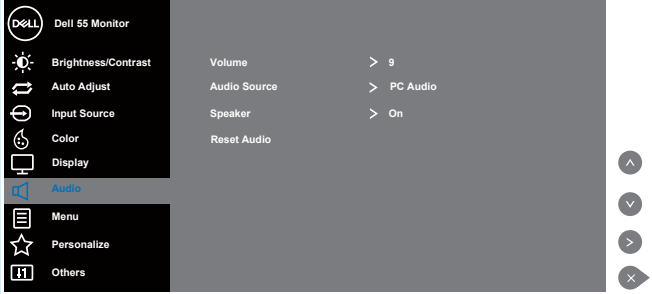 DELL Dell 55 Monitor
Brightness/Contrast
Auto Adjust
Input Source
Color
Display
Audio
Menu
Personalize
Others
Volume > 9
Audio Source > PC Audio
Speaker > On
Reset Audio